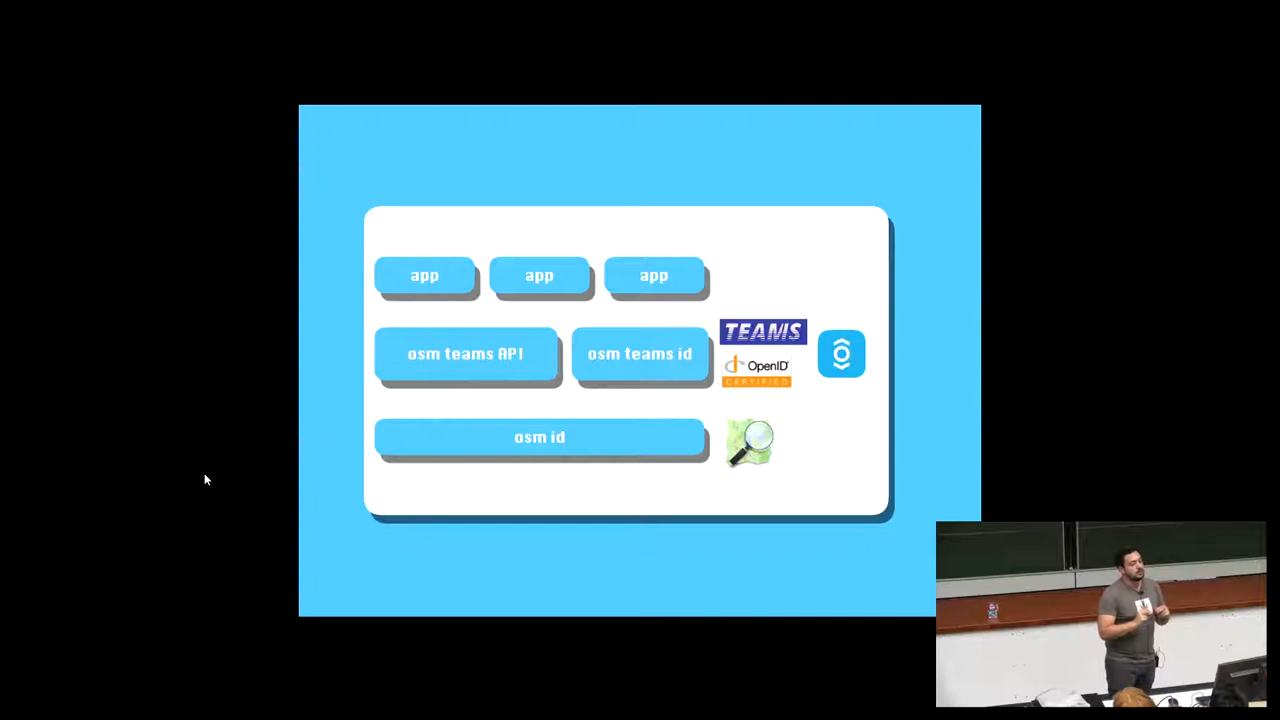 app app app
osm teams API osm teams id
TEAMS
OpenID®
CERTIFIED
osm id